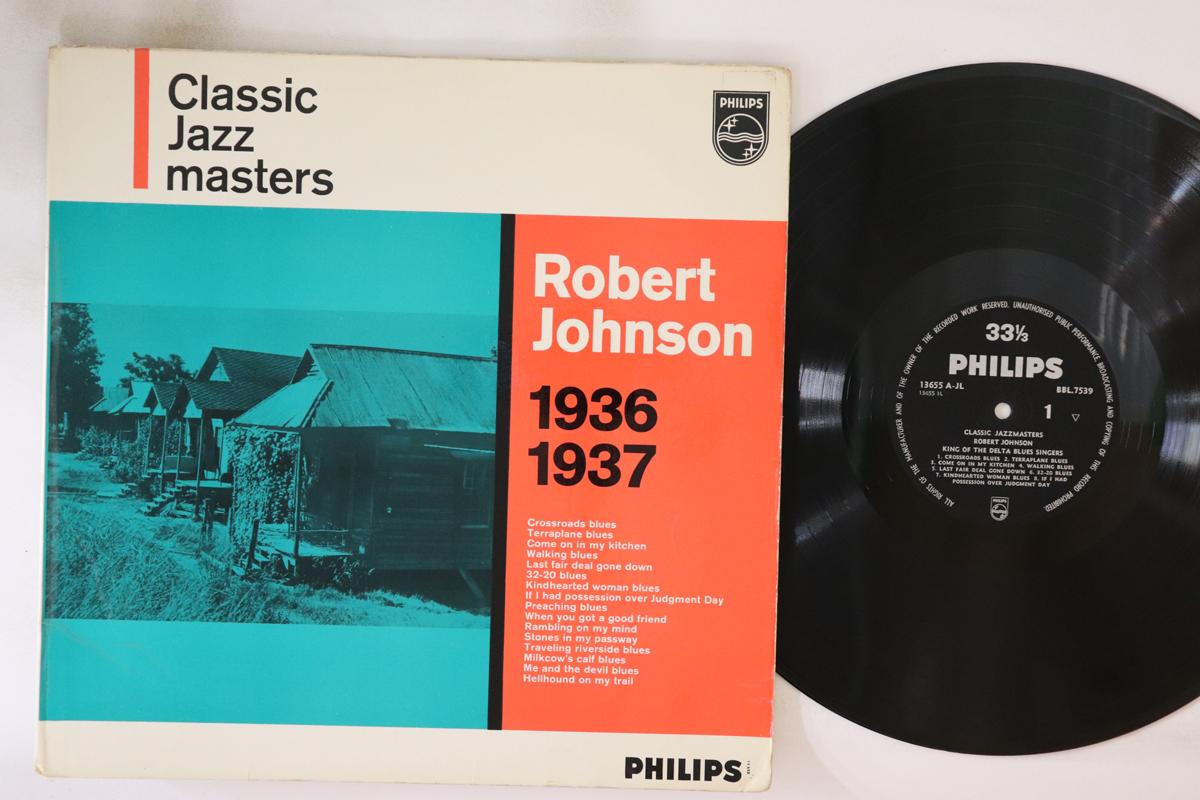 Classic
Jazz
masters
PHILIPS
Robert
Johnson
1936
1937
Crossroads blues
Terraplane blues
Come on in my kitchen
Walking blues
Last fair deal gone down
32-20 blues
Kindhearted woman blues
If I had possession over Judgment Day
Preaching blues
When you got a good friend
Rambling on my mind
Stones in my passway
Traveling riverside blues
Milkcow's calf blues
Me and the devil blues
Hellhound on my trail
PHILIPS
ALL RIGHTS OF THE MANUFACTURER AND OF THE OWNER OF THE RECORDED WORK RESERVED. UNAUTHORISED PUBLIC PERFORMANCE, BROADCASTING AND COPYING OF THIS RECORD PROHIBITED.
33⅓
PHILIPS
13655 A-JL
BBL.7539
13655 1L
1 ▽
CLASSIC JAZZMASTERS
ROBERT JOHNSON
KING OF THE DELTA BLUES SINGERS
1. CROSSROADS BLUES 2. TERRAPLANE BLUES
3. COME ON IN MY KITCHEN 4. WALKING BLUES
5. LAST FAIR DEAL GONE DOWN 6. 32-20 BLUES
7. KINDHEARTED WOMAN BLUES 8. IF I HAD
POSSESSION OVER JUDGMENT DAY